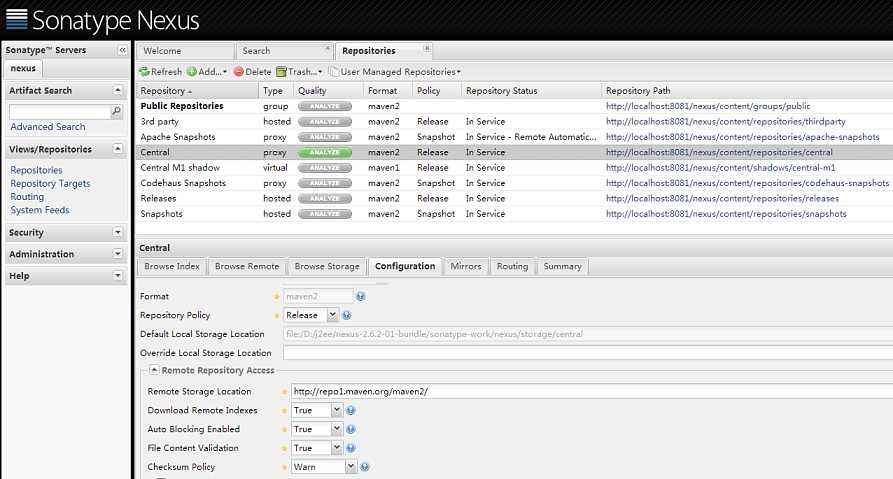 Sonatype Nexus
Sonatype™ Servers
nexus
Artifact Search
Advanced Search
Views/Repositories
Repositories
Repository Targets
Routing
System Feeds
Security
Administration
Help
Welcome Search Repositories
Refresh Add... Delete Trash... User Managed Repositories
Repository Type Quality Format Policy Repository Status Repository Path
Public Repositories group ANALYZE maven2 http://localhost:8081/nexus/content/groups/public
3rd party hosted ANALYZE maven2 Release In Service http://localhost:8081/nexus/content/repositories/thirdparty
Apache Snapshots proxy ANALYZE maven2 Snapshot In Service - Remote Automatic... http://localhost:8081/nexus/content/repositories/apache-snapshots
Central proxy ANALYZE maven2 Release In Service http://localhost:8081/nexus/content/repositories/central
Central M1 shadow virtual ANALYZE maven1 Release In Service http://localhost:8081/nexus/content/shadows/central-m1
Codehaus Snapshots proxy ANALYZE maven2 Snapshot In Service http://localhost:8081/nexus/content/repositories/codehaus-snapshots
Releases hosted ANALYZE maven2 Release In Service http://localhost:8081/nexus/content/repositories/releases
Snapshots hosted ANALYZE maven2 Snapshot In Service http://localhost:8081/nexus/content/repositories/snapshots
Central
Browse Index Browse Remote Browse Storage Configuration Mirrors Routing Summary
Format maven2
Repository Policy Release
Default Local Storage Location file:/D:/j2ee/nexus-2.6.2-01-bundle/sonatype-work/nexus/storage/central
Override Local Storage Location
Remote Repository Access
Remote Storage Location http://repo1.maven.org/maven2/
Download Remote Indexes True
Auto Blocking Enabled True
File Content Validation True
Checksum Policy Warn